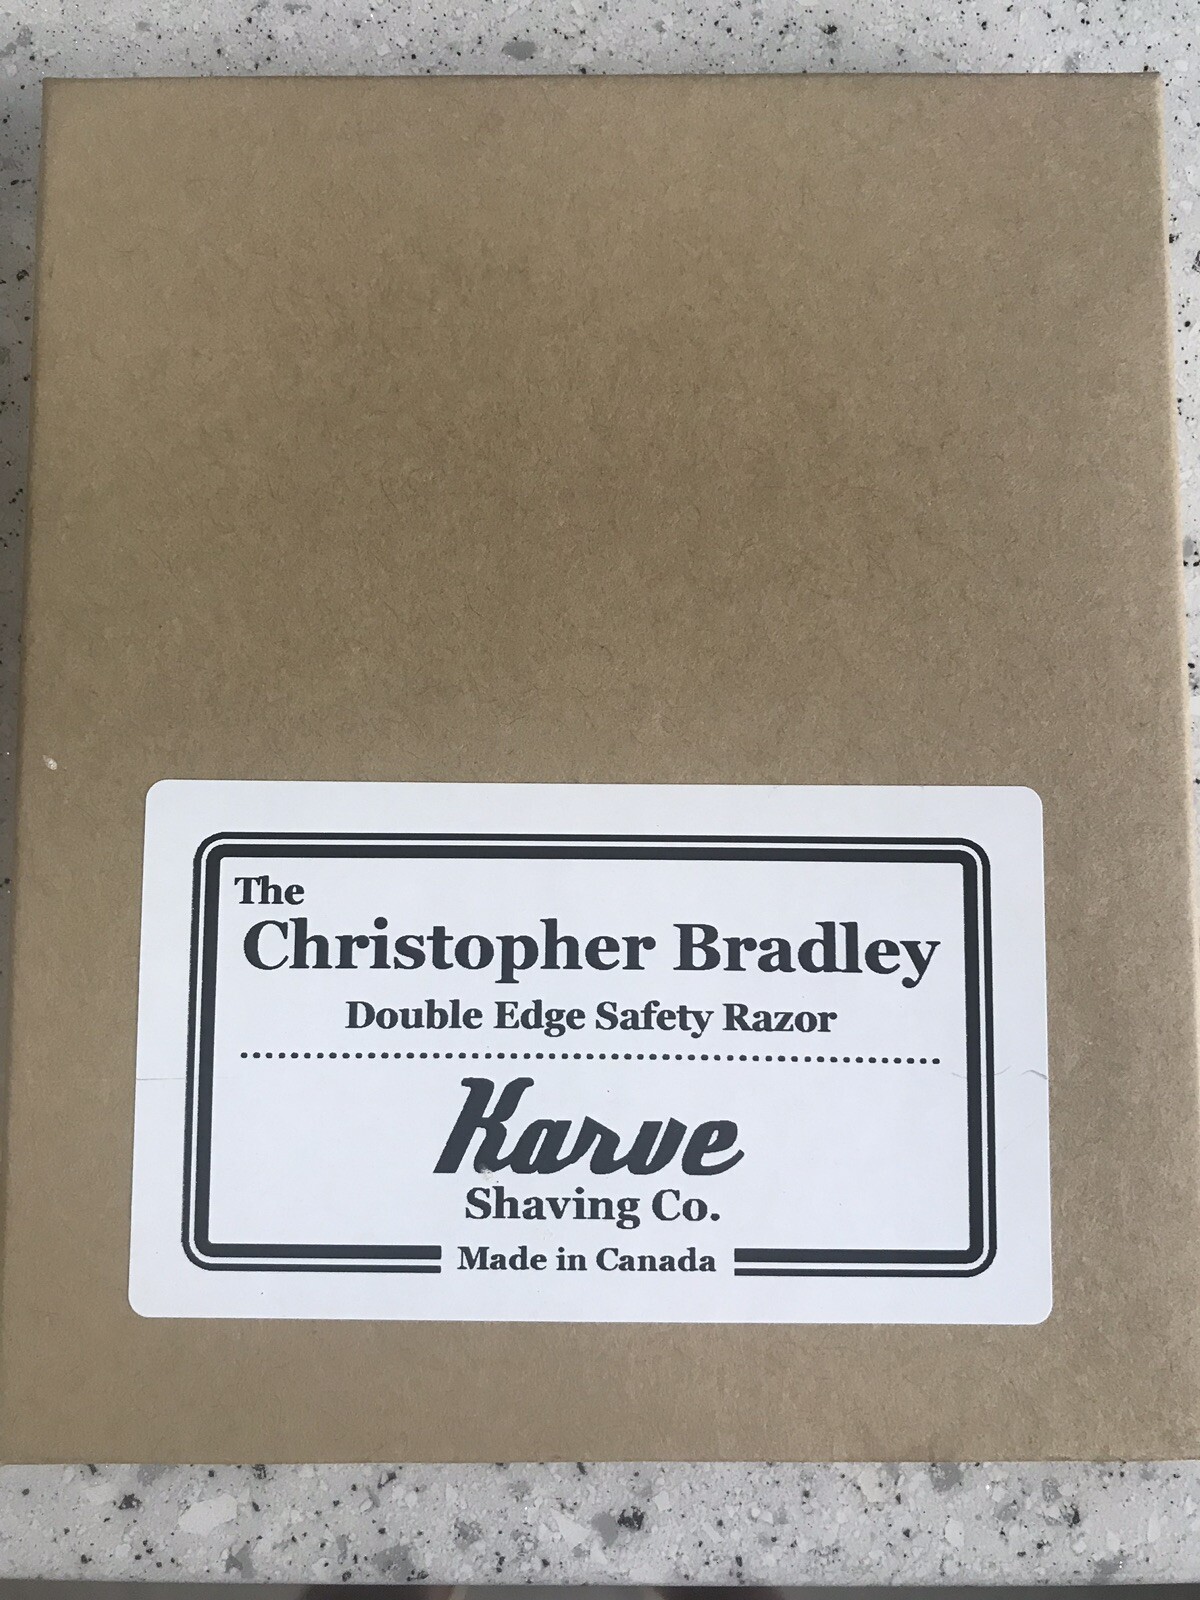 The
Christopher Bradley
Double Edge Safety Razor
Karve
Shaving Co.
Made in Canada